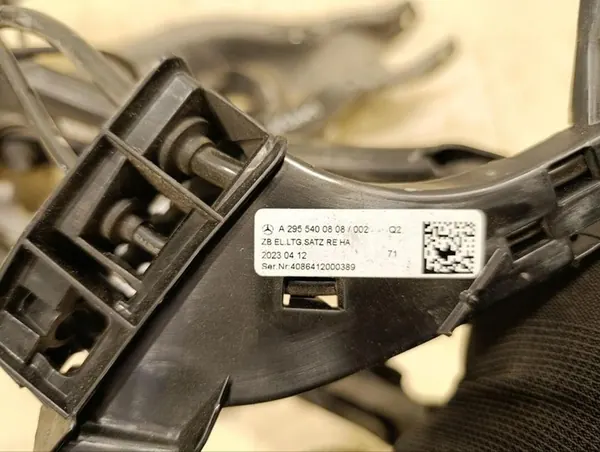 A 295 540 08 08 / 002 Q2
ZB EL.LTG.SATZ RE HA
2023 04 12 71
Ser.Nr:4086412000389